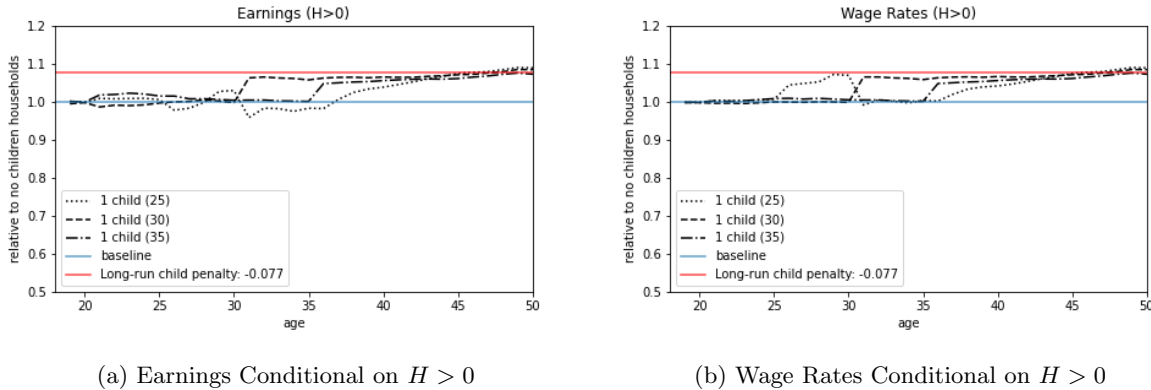 Earnings (H>0)
1.2
1.1
1.0
0.9
0.8
0.7
0.6
0.5
relative to no children households
1 child (25)
1 child (30)
1 child (35)
baseline
Long-run child penalty: -0.077
20 25 30 35 40 45 50
age
(a) Earnings Conditional on H > 0
Wage Rates (H>0)
1.2
1.1
1.0
0.9
0.8
0.7
0.6
0.5
relative to no children households
1 child (25)
1 child (30)
1 child (35)
baseline
Long-run child penalty: -0.077
20 25 30 35 40 45 50
age
(b) Wage Rates Conditional on H > 0